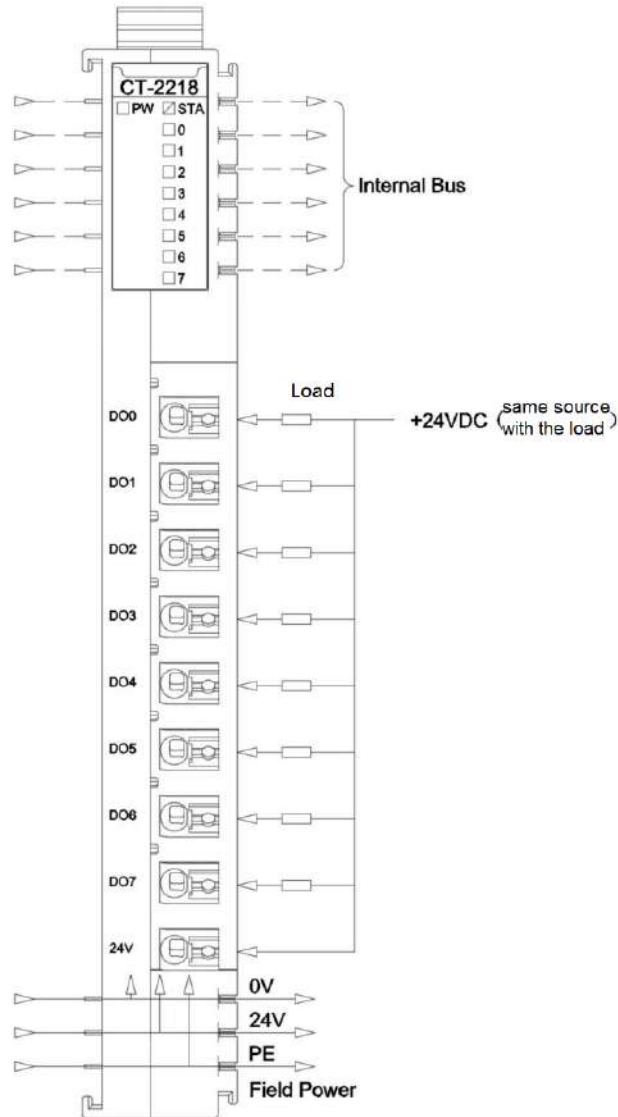 CT-2218
PW STA
0
1
2
3
4
5
6
7
Internal Bus
Load
DO0
+24VDC (same source
with the load)
DO1
DO2
DO3
DO4
DO5
DO6
DO7
24V
0V
24V
PE
Field Power